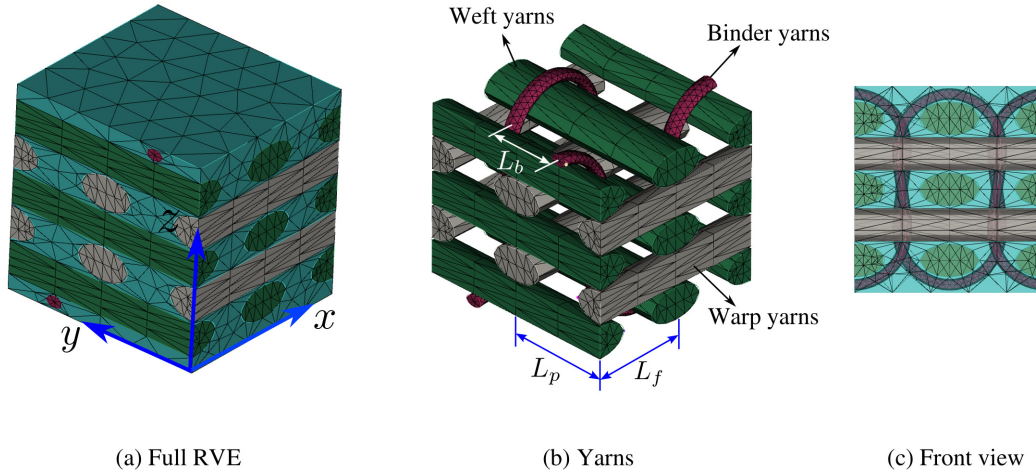 Weft yarns
Binder yarns
L_b
z
y
x
Warp yarns
L_p
L_f
(a) Full RVE
(b) Yarns
(c) Front view